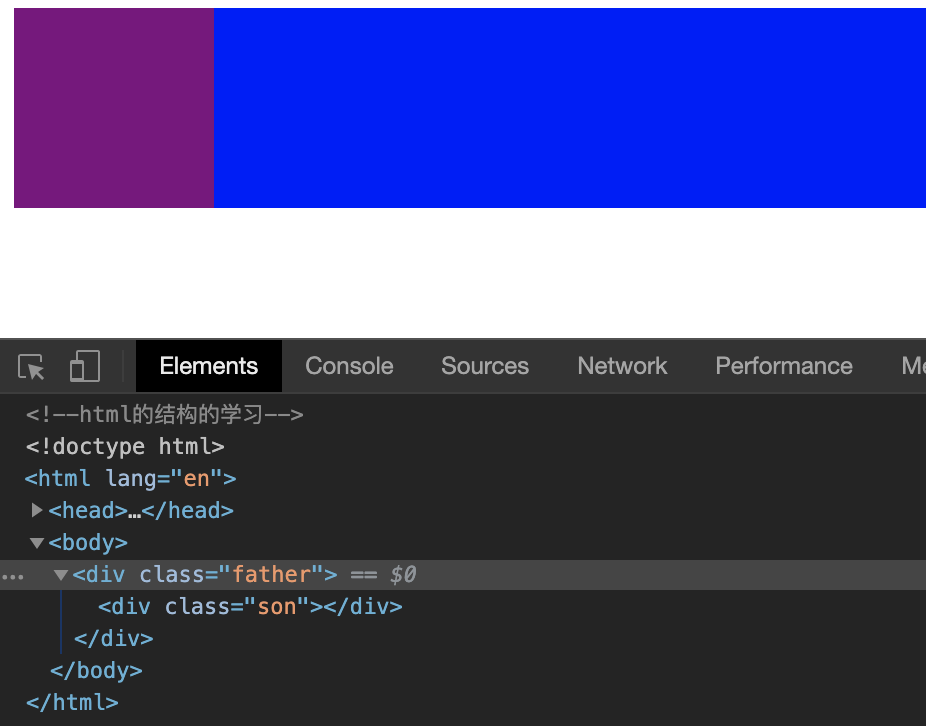 Elements Console Sources Network Performance Me
<!--html的结构的学习-->
<!doctype html>
<html lang="en">
<head>…</head>
<body>
<div class="father"> == $0
<div class="son"></div>
</div>
</body>
</html>